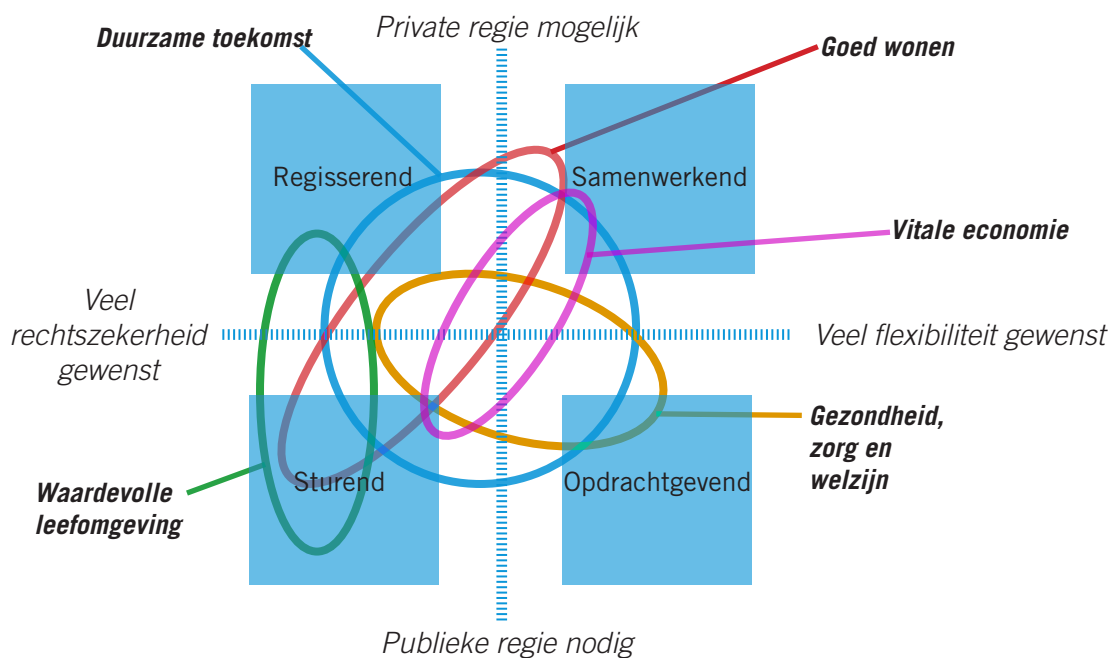 Private regie mogelijk
Duurzame toekomst
Goed wonen
Regisserend
Samenwerkend
Vitale economie
Veel
rechtszekerheid
gewenst
Veel flexibiliteit gewenst
Gezondheid,
zorg en
welzijn
Sturend
Opdrachtgevend
Waardevolle
leefomgeving
Publieke regie nodig